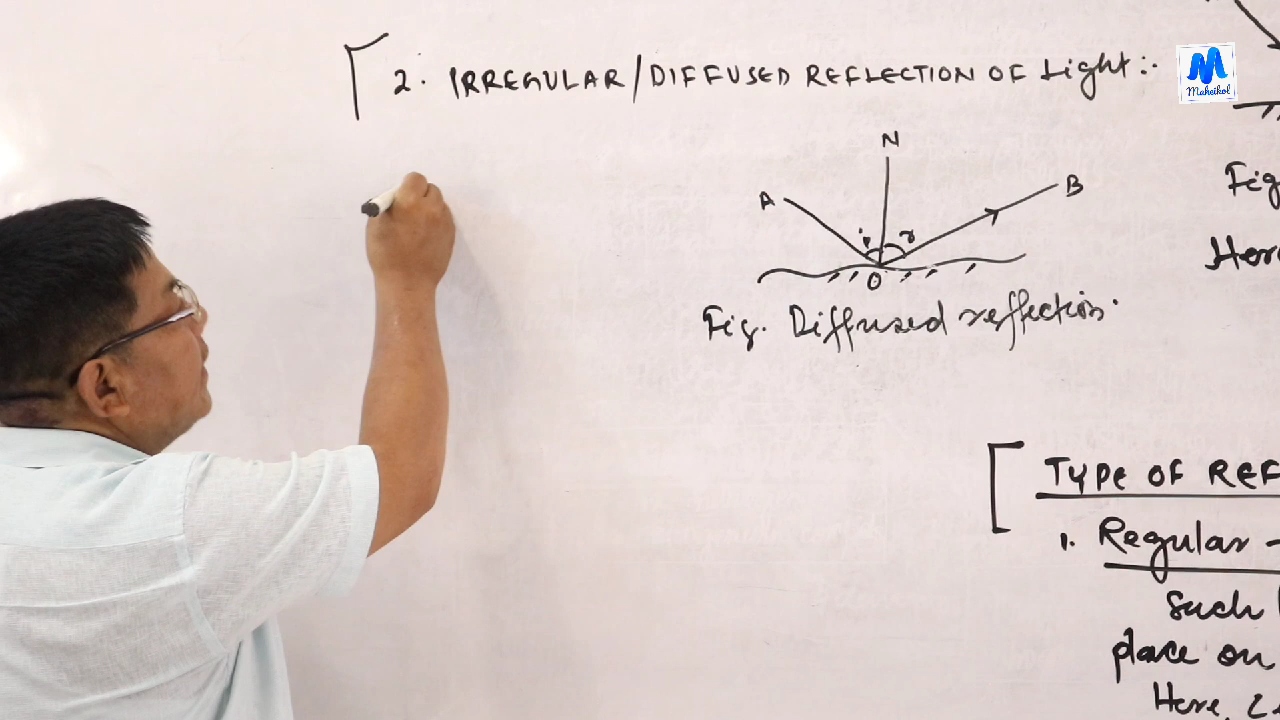 2. IRREGULAR/DIFFUSED REFLECTION OF Light:-
Maheikol
N
A
B
i
r
O
Fig. Diffused reflection.
Fig
Here
TYPE OF REF
1. Regular -
Such
place on
Here, L